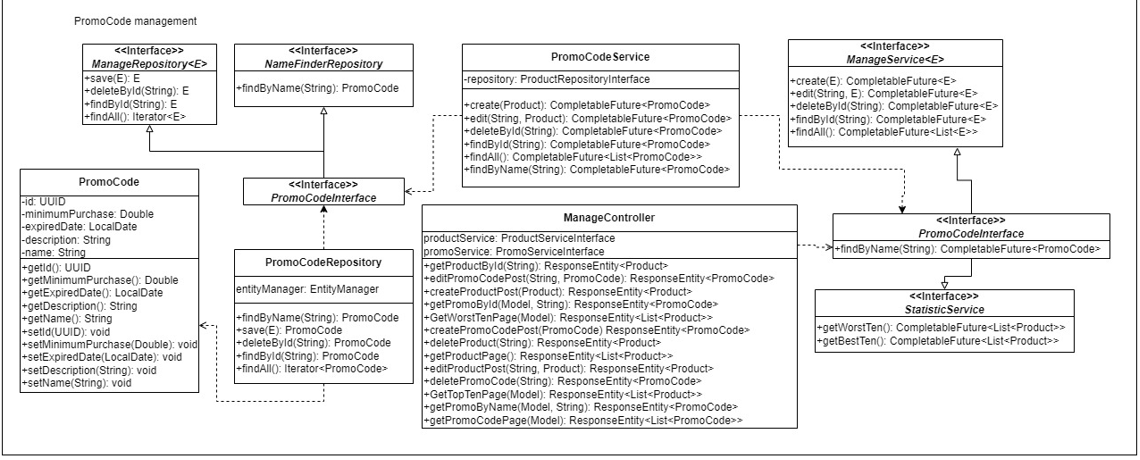 PromoCode management
<<Interface>>
ManageRepository<E>
+save(E): E
+deleteById(String): E
+findById(String): E
+findAll(): Iterator<E>
<<Interface>>
NameFinderRepository
+findByName(String): PromoCode
PromoCodeService
-repository: ProductRepositoryInterface
+create(Product): CompletableFuture<PromoCode>
+edit(String, Product): CompletableFuture<PromoCode>
+deleteById(String): CompletableFuture<PromoCode>
+findById(String): CompletableFuture<PromoCode>
+findAll(): CompletableFuture<List<PromoCode>>
+findByName(String): CompletableFuture<PromoCode>
<<Interface>>
ManageService<E>
+create(E): CompletableFuture<E>
+edit(String, E): CompletableFuture<E>
+deleteById(String): CompletableFuture<E>
+findById(String): CompletableFuture<E>
+findAll(): CompletableFuture<List<E>>
PromoCode
-id: UUID
-minimumPurchase: Double
-expiredDate: LocalDate
-description: String
-name: String
+getId(): UUID
+getMinimumPurchase(): Double
+getExpiredDate(): LocalDate
+getDescription(): String
+getName(): String
+setId(UUID): void
+setMinimumPurchase(Double): void
+setExpiredDate(LocalDate): void
+setDescription(String): void
+setName(String): void
<<Interface>>
PromoCodeInterface
PromoCodeRepository
entityManager: EntityManager
+findByName(String): PromoCode
+save(E): PromoCode
+deleteById(String): PromoCode
+findById(String): PromoCode
+findAll(): Iterator<PromoCode>
ManageController
productService: ProductServiceInterface
promoService: PromoServiceInterface
+getProductById(String): ResponseEntity<Product>
+editPromoCodePost(String, PromoCode): ResponseEntity<PromoCode>
+createProductPost(Product): ResponseEntity<Product>
+getPromoById(Model, String): ResponseEntity<PromoCode>
+GetWorstTenPage(Model): ResponseEntity<List<Product>>
+createPromoCodePost(PromoCode) ResponseEntity<PromoCode>
+deleteProduct(String): ResponseEntity<Product>
+getProductPage(): ResponseEntity<List<Product>>
+editProductPost(String, Product): ResponseEntity<Product>
+deletePromoCode(String): ResponseEntity<PromoCode>
+GetTopTenPage(Model): ResponseEntity<List<Product>>
+getPromoByName(Model, String): ResponseEntity<PromoCode>
+getPromoCodePage(Model): ResponseEntity<List<PromoCode>>
<<Interface>>
PromoCodeInterface
+findByName(String): CompletableFuture<PromoCode>
<<Interface>>
StatisticService
+getWorstTen(): CompletableFuture<List<Product>>
+getBestTen(): CompletableFuture<List<Product>>